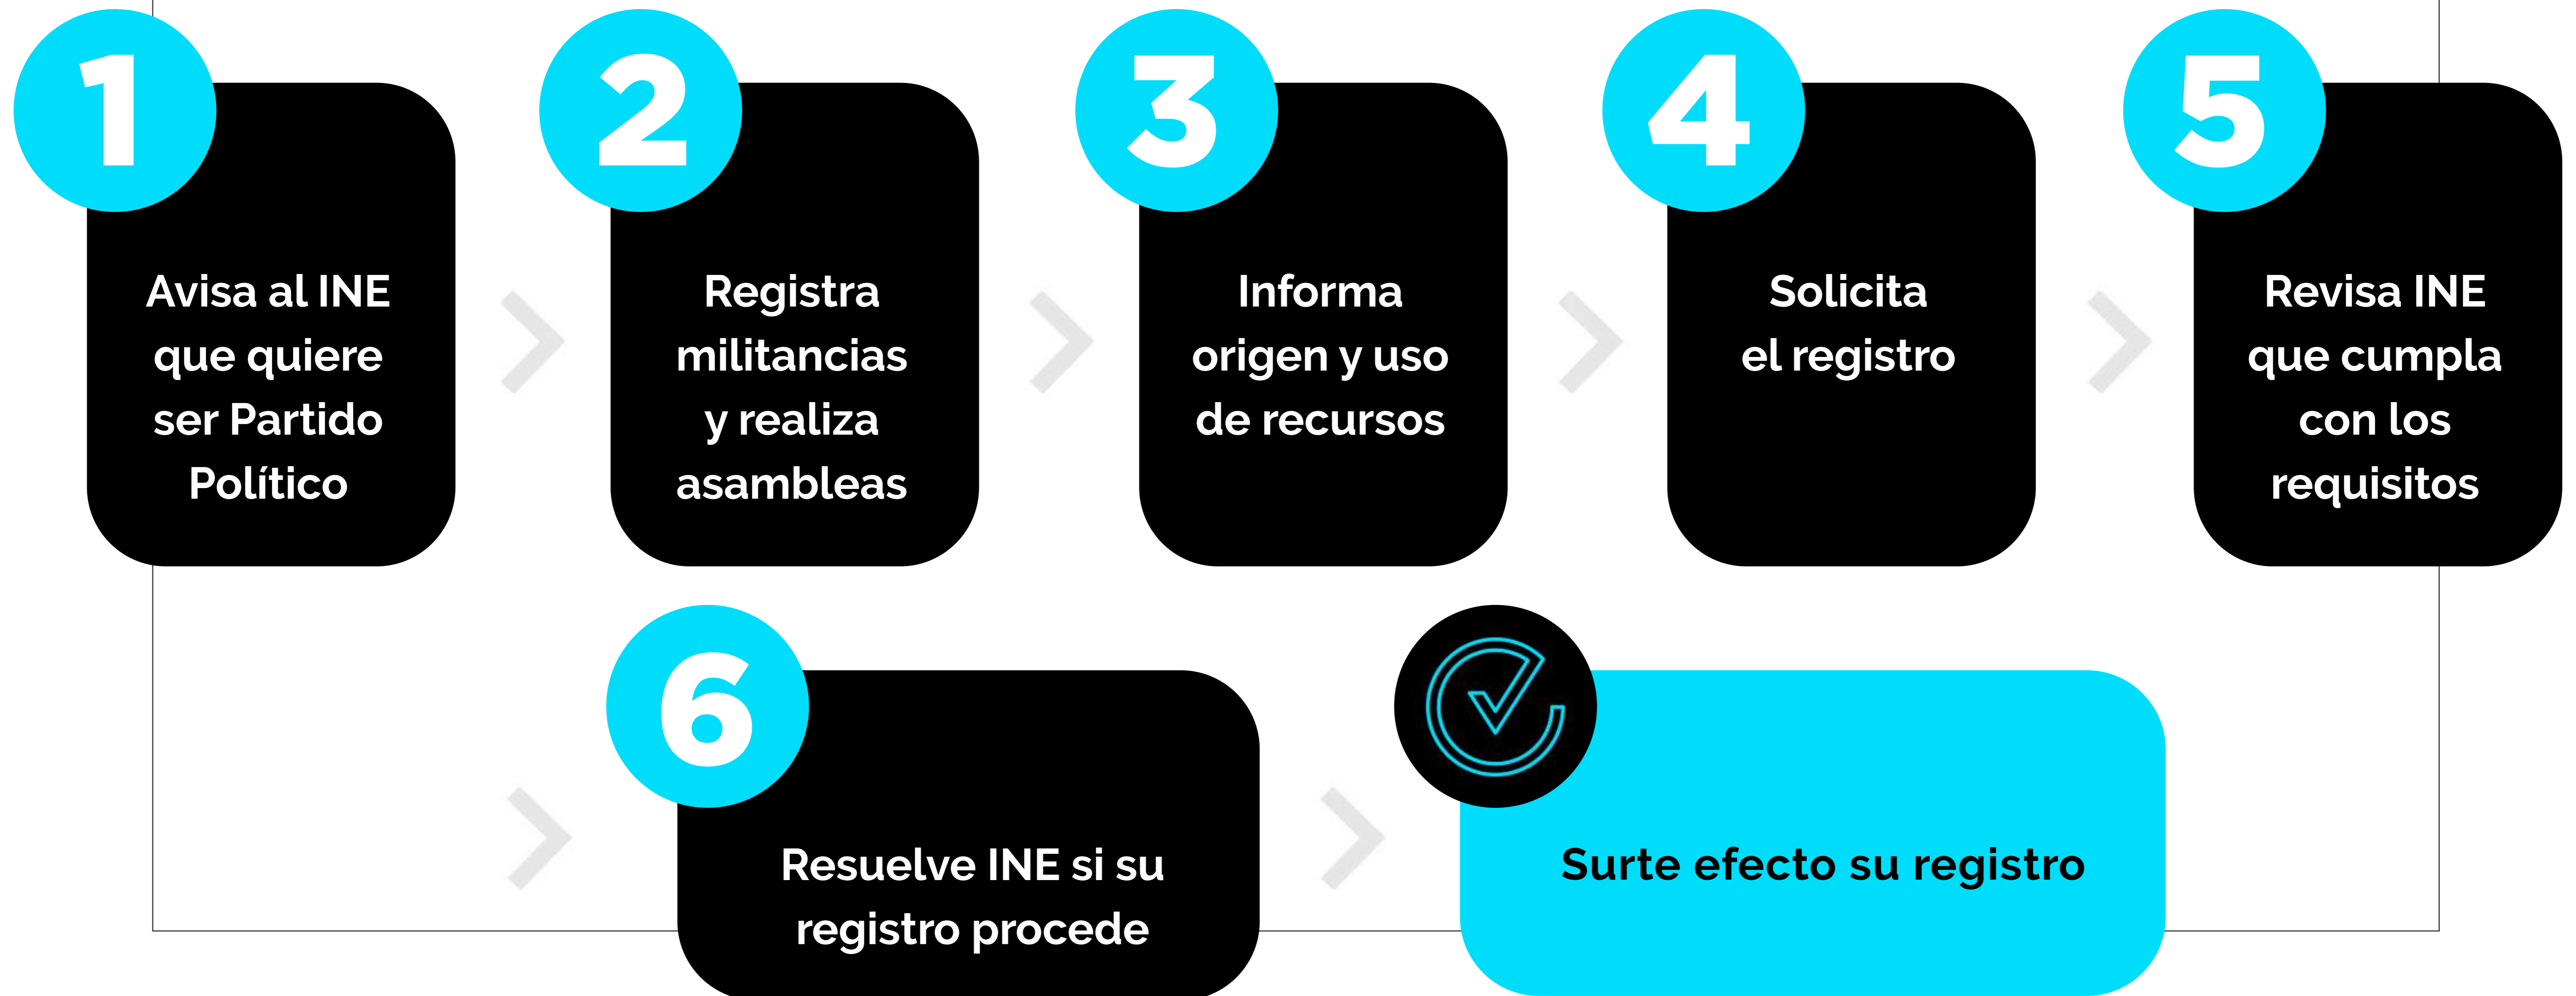 1
Avisa al INE
que quiere
ser Partido
Político
2
Registra
militancias
y realiza
asambleas
3
Informa
origen y uso
de recursos
4
Solicita
el registro
5
Revisa INE
que cumpla
con los
requisitos
6
Resuelve INE si su
registro procede
Surte efecto su registro